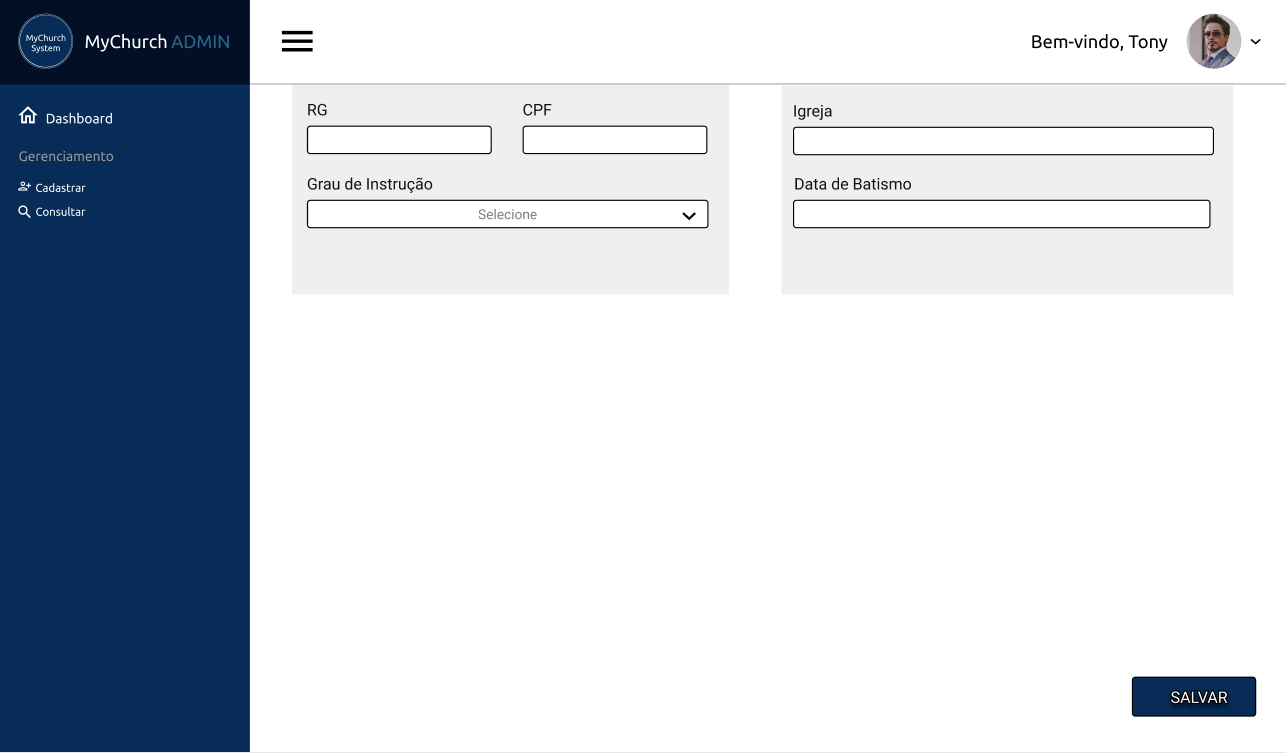 MyChurch
System
MyChurch ADMIN
Bem-vindo, Tony
Dashboard
Gerenciamento
Cadastrar
Consultar
RG
CPF
Grau de Instrução
Selecione
Igreja
Data de Batismo
SALVAR